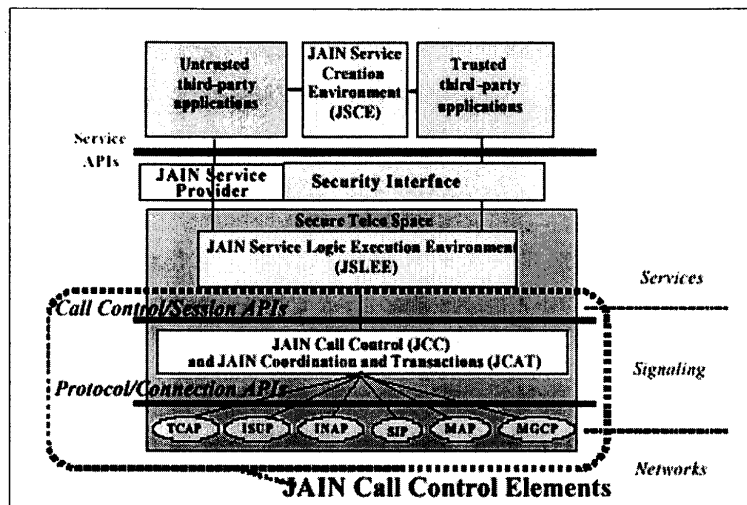 Untrusted
third-party
applications
JAIN Service
Creation
Environment
(JSCE)
Trusted
third-party
applications
Service
APIs
JAIN Service
Provider
Security Interface
Secure Telco Space
JAIN Service Logic Execution Environment
(JSLEE)
Services
Call Control/Session APIs
JAIN Call Control (JCC)
and JAIN Coordination and Transactions (JCAT)
Signaling
Protocol/Connection APIs
TCAP
ISUP
INAP
SIP
MAP
MGCP
Networks
JAIN Call Control Elements